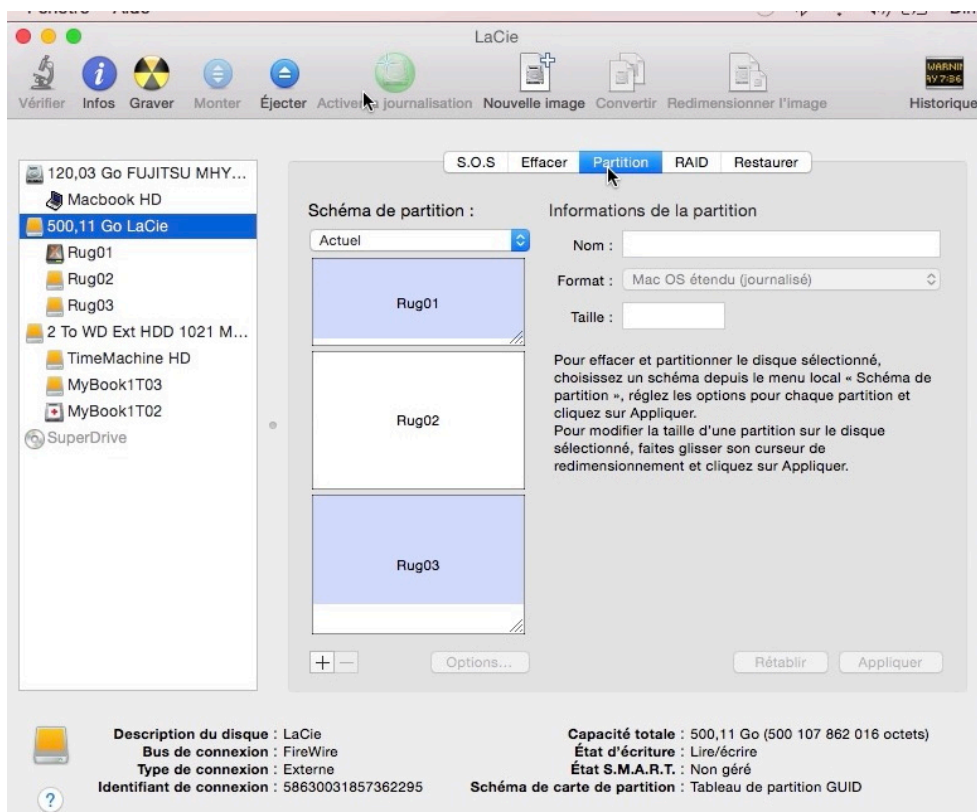 LaCie
WARNIN
AY 7:36
Vérifier Infos Graver Monter Éjecter Activer la journalisation Nouvelle image Convertir Redimensionner l'image Historique
S.O.S Effacer Partition RAID Restaurer
120,03 Go FUJITSU MHY...
Macbook HD
500,11 Go LaCie
Rug01
Rug02
Rug03
2 To WD Ext HDD 1021 M...
TimeMachine HD
MyBook1T03
MyBook1T02
SuperDrive
Schéma de partition :
Actuel
Rug01
Rug02
Rug03
Options...
Informations de la partition
Nom :
Format : Mac OS étendu (journalisé)
Taille :
Pour effacer et partitionner le disque sélectionné,
choisissez un schéma depuis le menu local « Schéma de
partition », réglez les options pour chaque partition et
cliquez sur Appliquer.
Pour modifier la taille d'une partition sur le disque
sélectionné, faites glisser son curseur de
redimensionnement et cliquez sur Appliquer.
Rétablir Appliquer
Description du disque : LaCie
Bus de connexion : FireWire
Type de connexion : Externe
Identifiant de connexion : 58630031857362295
Capacité totale : 500,11 Go (500 107 862 016 octets)
État d'écriture : Lire/écrire
État S.M.A.R.T. : Non géré
Schéma de carte de partition : Tableau de partition GUID
?